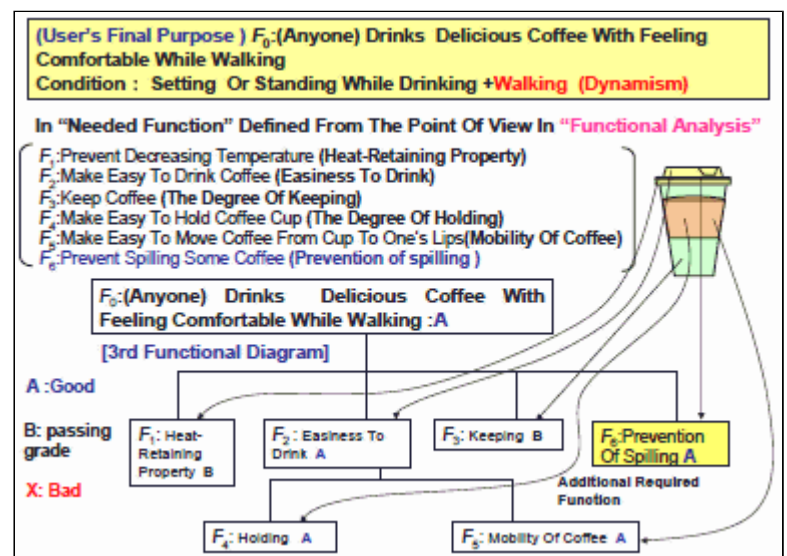 (User's Final Purpose ) F0:(Anyone) Drinks Delicious Coffee With Feeling
Comfortable While Walking
Condition : Setting Or Standing While Drinking +Walking (Dynamism)
In "Needed Function" Defined From The Point Of View In "Functional Analysis"
F1:Prevent Decreasing Temperature (Heat-Retaining Property)
F2:Make Easy To Drink Coffee (Easiness To Drink)
F3:Keep Coffee (The Degree Of Keeping)
F4:Make Easy To Hold Coffee Cup (The Degree Of Holding)
F5:Make Easy To Move Coffee From Cup To One's Lips(Mobility Of Coffee)
F6:Prevent Spilling Some Coffee (Prevention of spilling )
F0:(Anyone) Drinks Delicious Coffee With
Feeling Comfortable While Walking :A
[3rd Functional Diagram]
A :Good
B: passing
grade
X: Bad
F1: Heat-
Retaining
Property B
F2: Easiness To
Drink A
F3: Keeping B
F6:Prevention
Of Spilling A
Additional Required
Function
F4: Holding A
F5: Mobility Of Coffee A